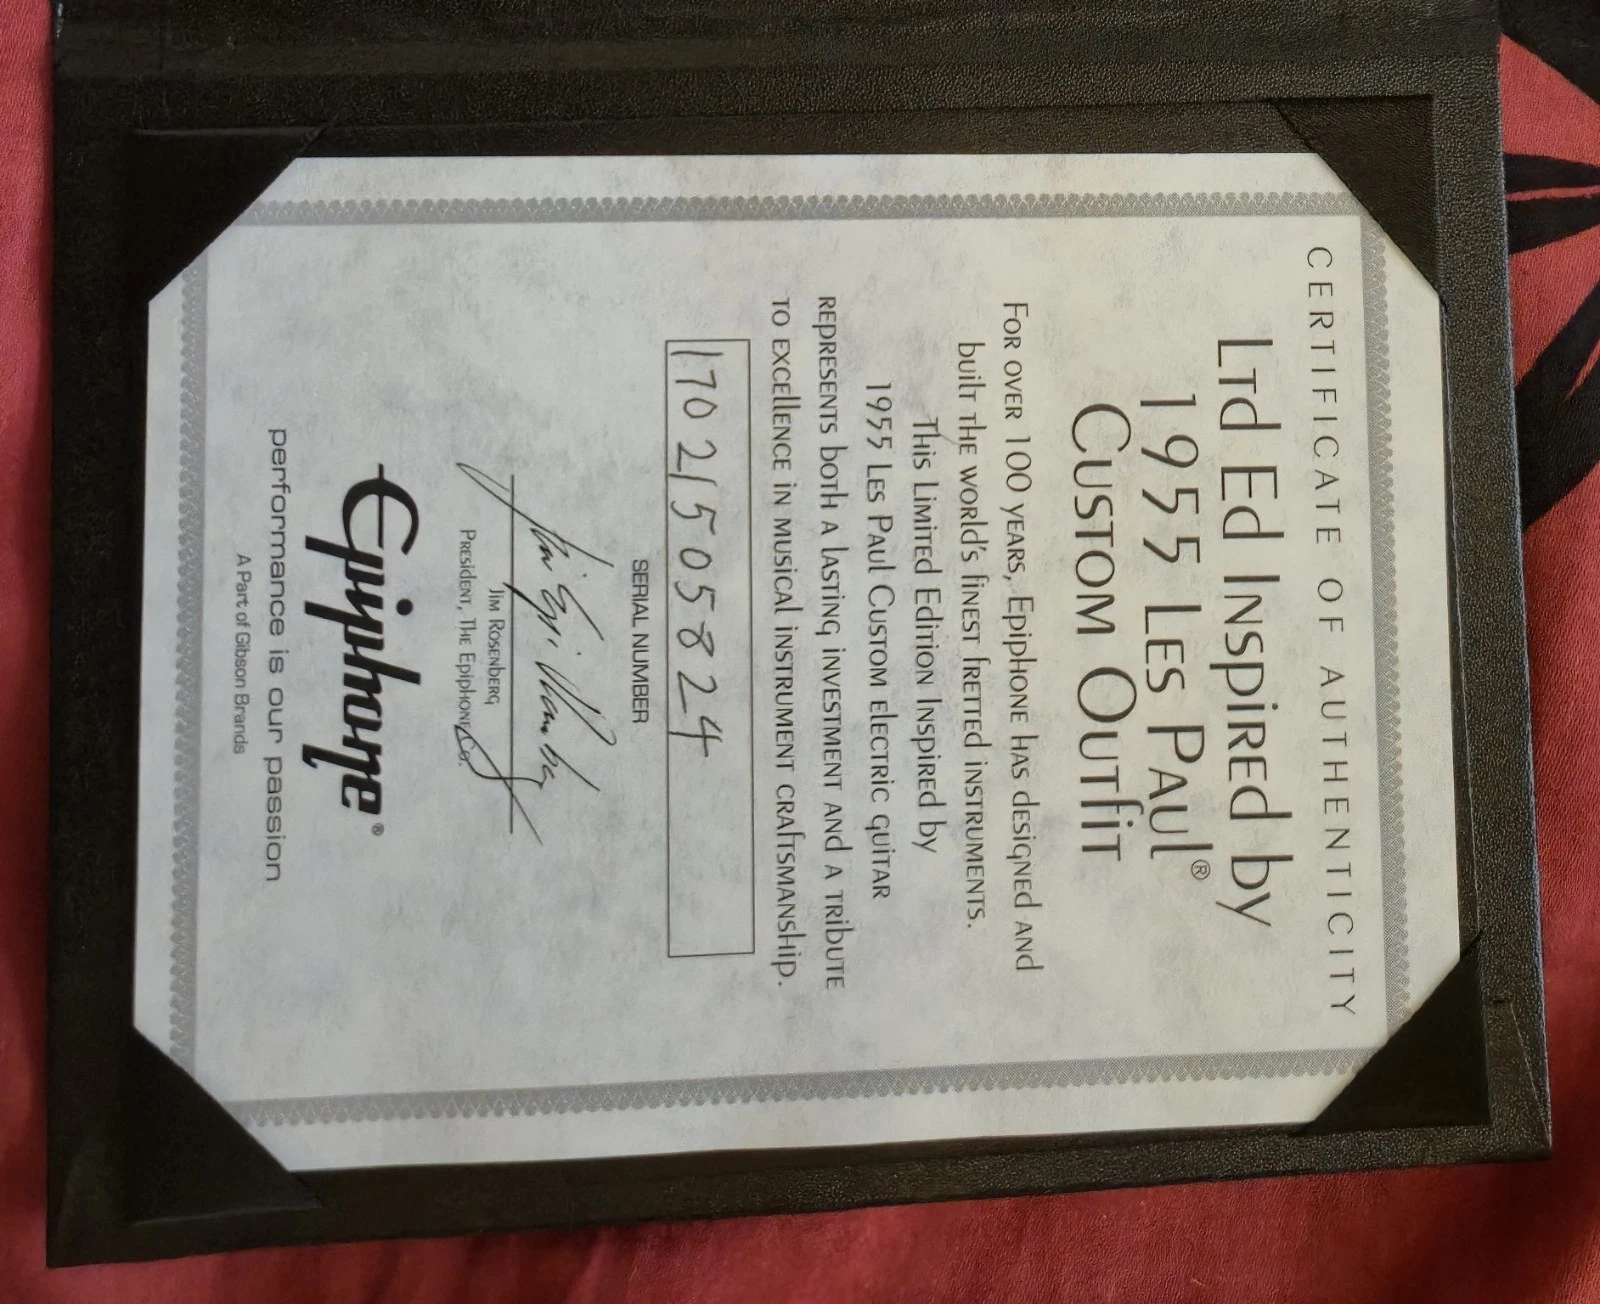 CERTIFICATE OF AUTHENTICITY
Ltd Ed Inspired by
1955 Les Paul®
Custom Outfit
For over 100 years, Epiphone has designed and
built the world's finest fretted instruments.
This Limited Edition Inspired by
1955 Les Paul Custom electric guitar
represents both a lasting investment and a tribute
to excellence in musical instrument craftsmanship.
17021505824
SERIAL NUMBER
Jim Rosenberg
President, The Epiphone Co.
Epiphone®
performance is our passion
A Part of Gibson Brands